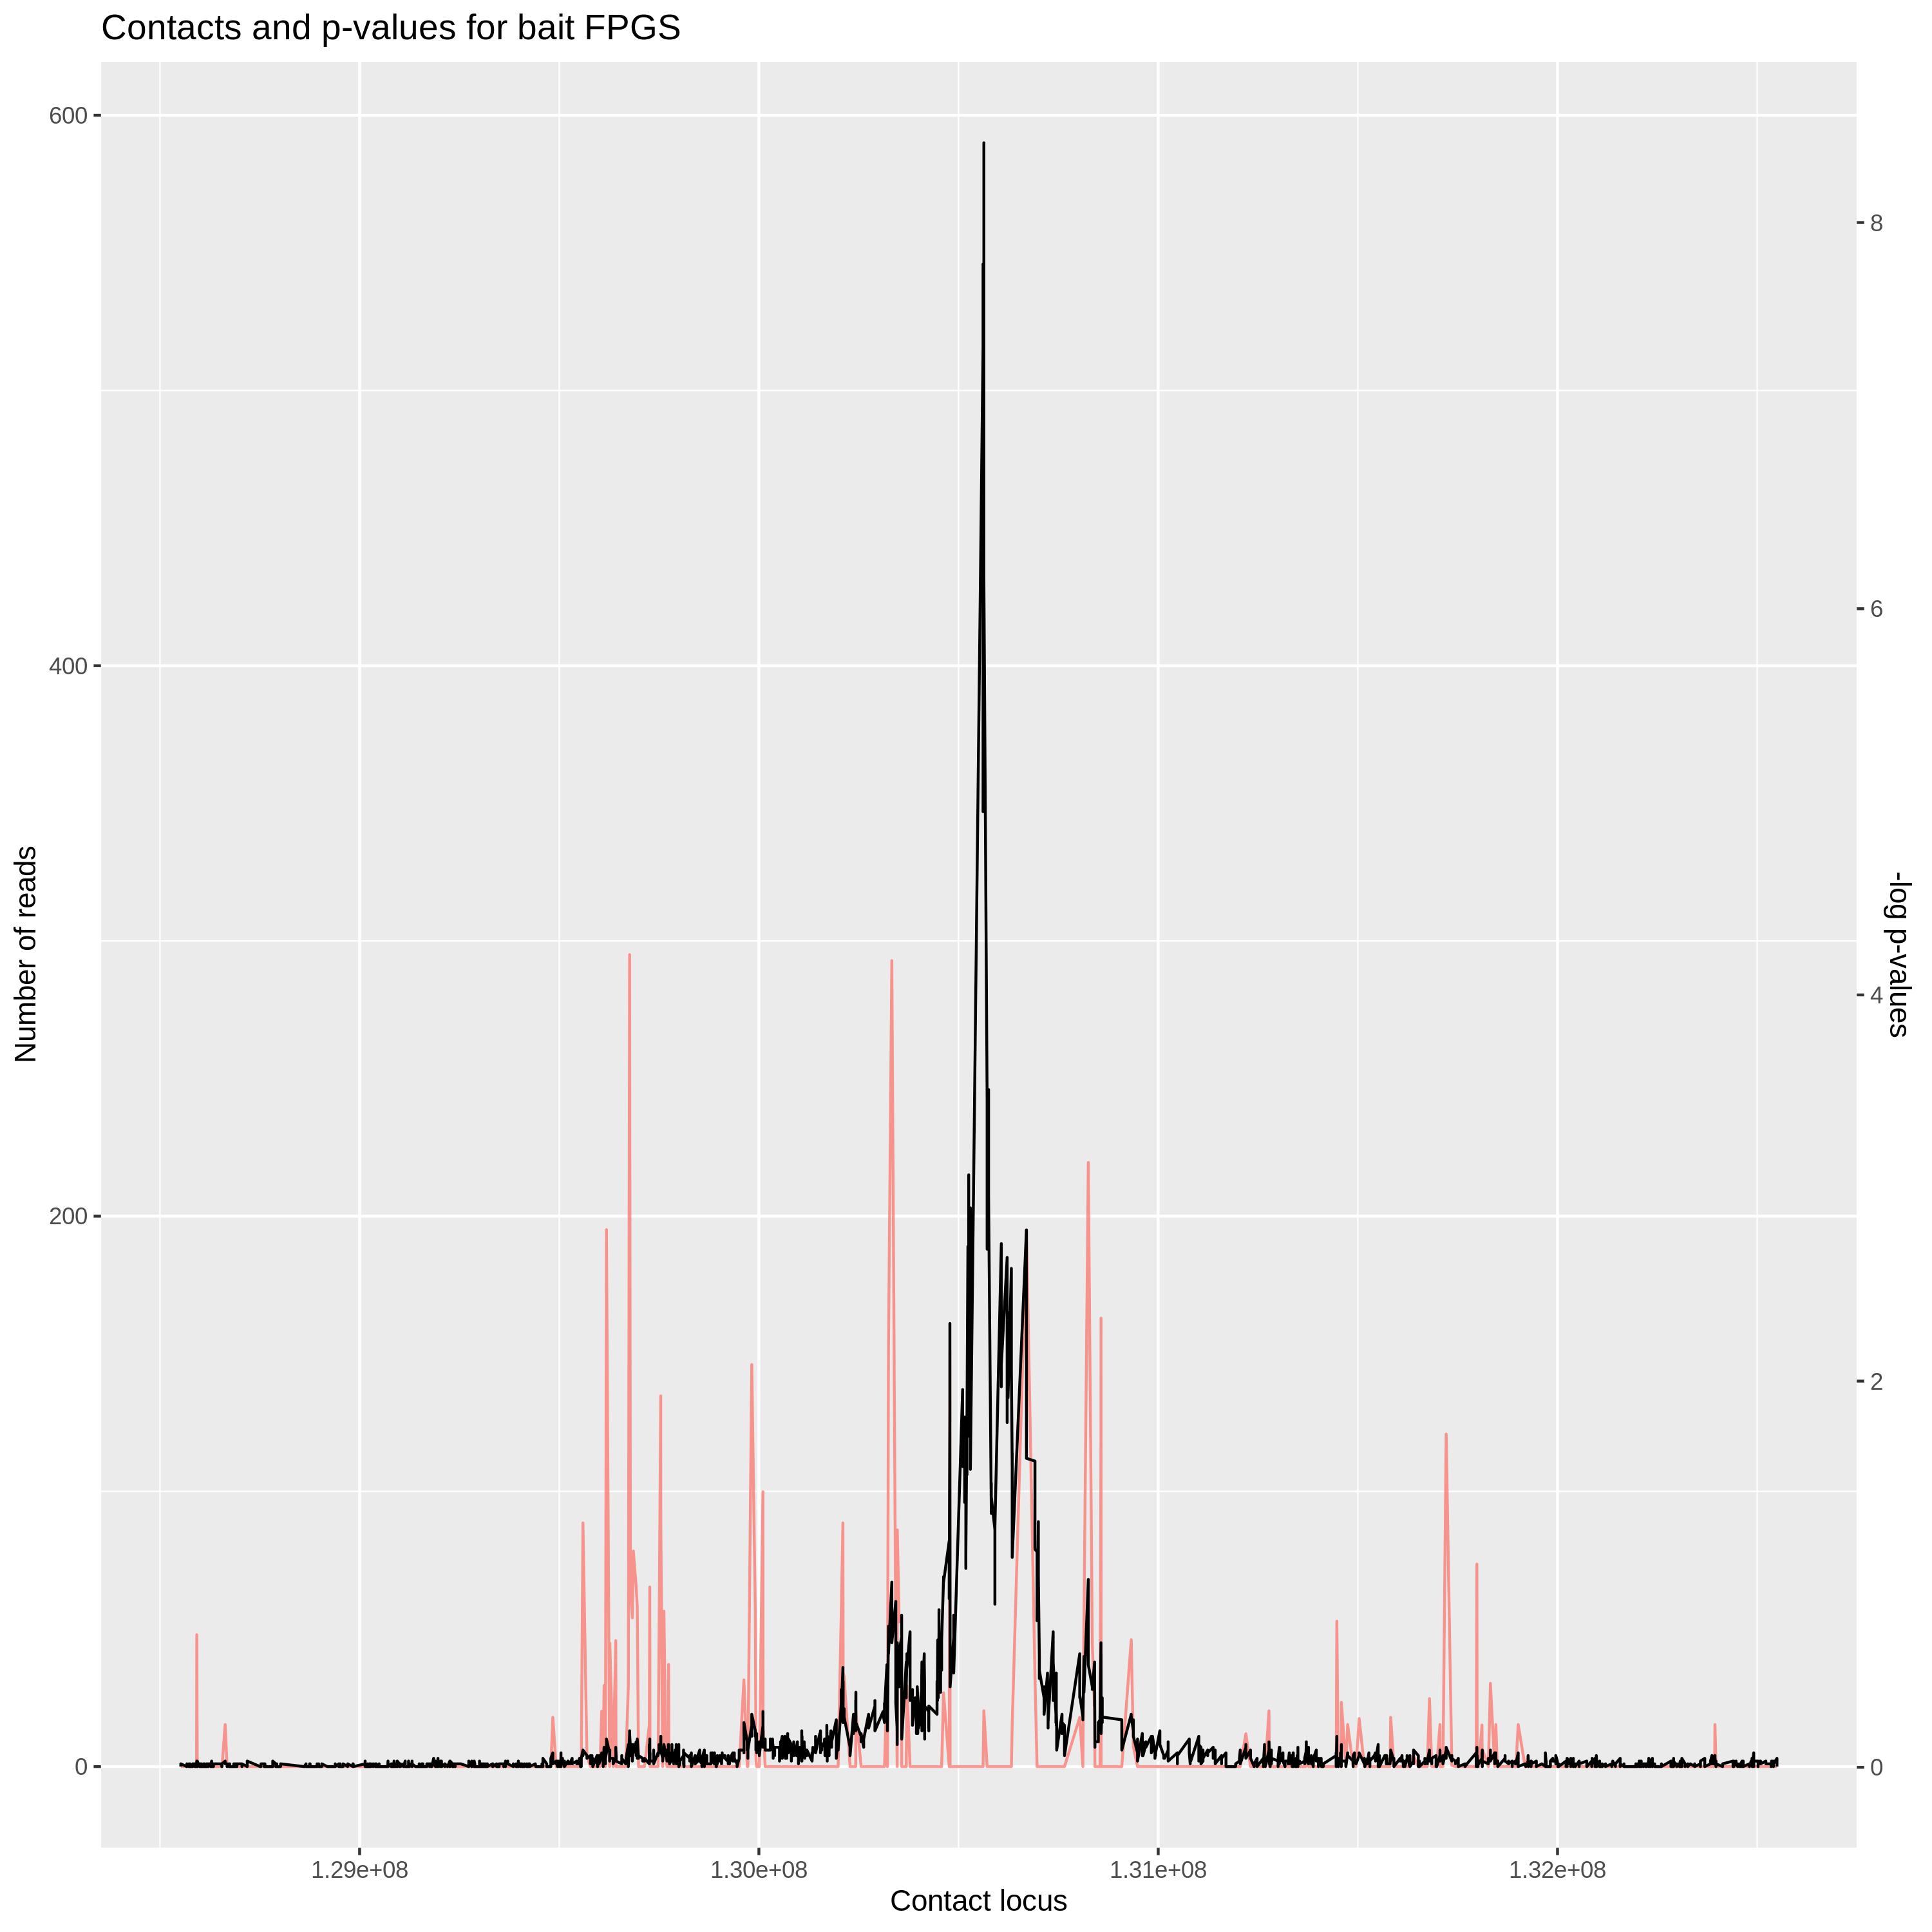 Contacts and p-values for bait FPGS
600
400
200
0
Number of reads
8
6
4
2
0
-log p-values
1.29e+08
1.30e+08
1.31e+08
1.32e+08
Contact locus